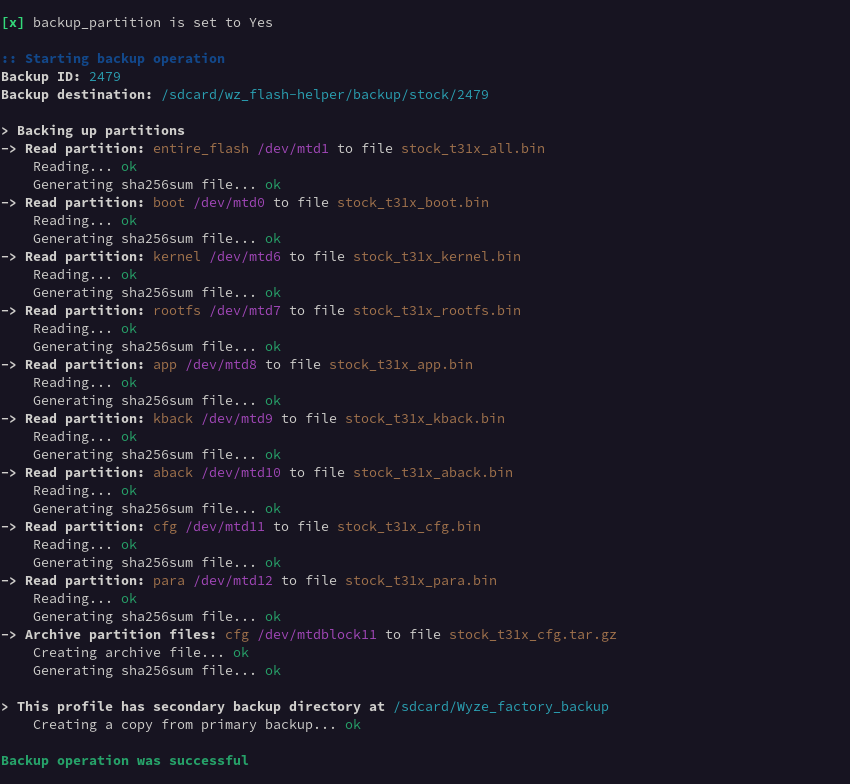 [x] backup_partition is set to Yes
:: Starting backup operation
Backup ID: 2479
Backup destination: /sdcard/wz_flash-helper/backup/stock/2479
> Backing up partitions
-> Read partition: entire_flash /dev/mtd1 to file stock_t31x_all.bin
Reading... ok
Generating sha256sum file... ok
-> Read partition: boot /dev/mtd0 to file stock_t31x_boot.bin
Reading... ok
Generating sha256sum file... ok
-> Read partition: kernel /dev/mtd6 to file stock_t31x_kernel.bin
Reading... ok
Generating sha256sum file... ok
-> Read partition: rootfs /dev/mtd7 to file stock_t31x_rootfs.bin
Reading... ok
Generating sha256sum file... ok
-> Read partition: app /dev/mtd8 to file stock_t31x_app.bin
Reading... ok
Generating sha256sum file... ok
-> Read partition: kback /dev/mtd9 to file stock_t31x_kback.bin
Reading... ok
Generating sha256sum file... ok
-> Read partition: aback /dev/mtd10 to file stock_t31x_aback.bin
Reading... ok
Generating sha256sum file... ok
-> Read partition: cfg /dev/mtd11 to file stock_t31x_cfg.bin
Reading... ok
Generating sha256sum file... ok
-> Read partition: para /dev/mtd12 to file stock_t31x_para.bin
Reading... ok
Generating sha256sum file... ok
-> Archive partition files: cfg /dev/mtdblock11 to file stock_t31x_cfg.tar.gz
Creating archive file... ok
Generating sha256sum file... ok
> This profile has secondary backup directory at /sdcard/Wyze_factory_backup
Creating a copy from primary backup... ok
Backup operation was successful